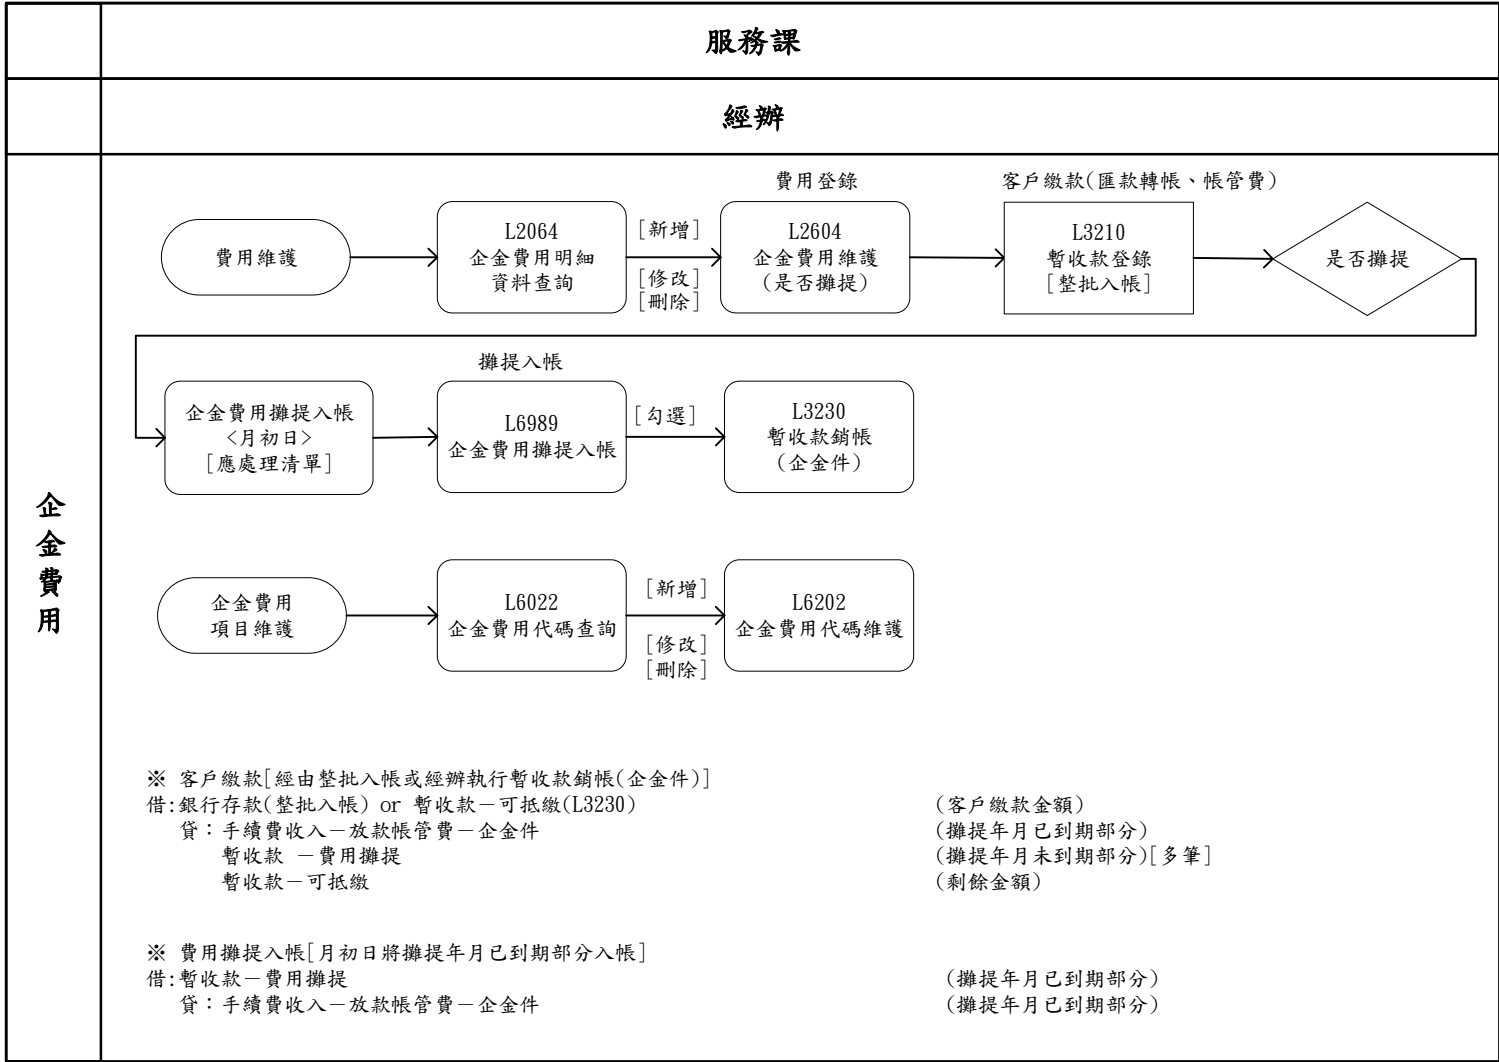 服務課
經辦
企金費用
費用登錄
客戶繳款(匯款轉帳、帳管費)
費用維護
L2064
企金費用明細
資料查詢
[新增]
[修改]
[刪除]
L2604
企金費用維護
(是否攤提)
L3210
暫收款登錄
[整批入帳]
是否攤提
攤提入帳
企金費用攤提入帳
<月初日>
[應處理清單]
L6989
企金費用攤提入帳
[勾選]
L3230
暫收款銷帳
(企金件)
企金費用
項目維護
L6022
企金費用代碼查詢
[新增]
[修改]
[刪除]
L6202
企金費用代碼維護
※ 客戶繳款[經由整批入帳或經辦執行暫收款銷帳(企金件)]
借:銀行存款(整批入帳) or 暫收款－可抵繳(L3230) (客戶繳款金額)
貸：手續費收入－放款帳管費－企金件 (攤提年月已到期部分)
暫收款 －費用攤提 (攤提年月未到期部分)[多筆]
暫收款－可抵繳 (剩餘金額)
※ 費用攤提入帳[月初日將攤提年月已到期部分入帳]
借:暫收款－費用攤提 (攤提年月已到期部分)
貸：手續費收入－放款帳管費－企金件 (攤提年月已到期部分)